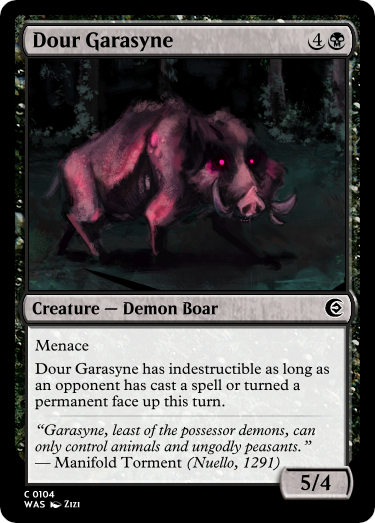 Dour Garasyne 4
Creature — Demon Boar
Menace
Dour Garasyne has indestructible as long as
an opponent has cast a spell or turned a
permanent face up this turn.
“Garasyne, least of the possessor demons, can
only control animals and ungodly peasants.”
— Manifold Torment (Nuello, 1291)
5/4
C 0104
WAS Zizi